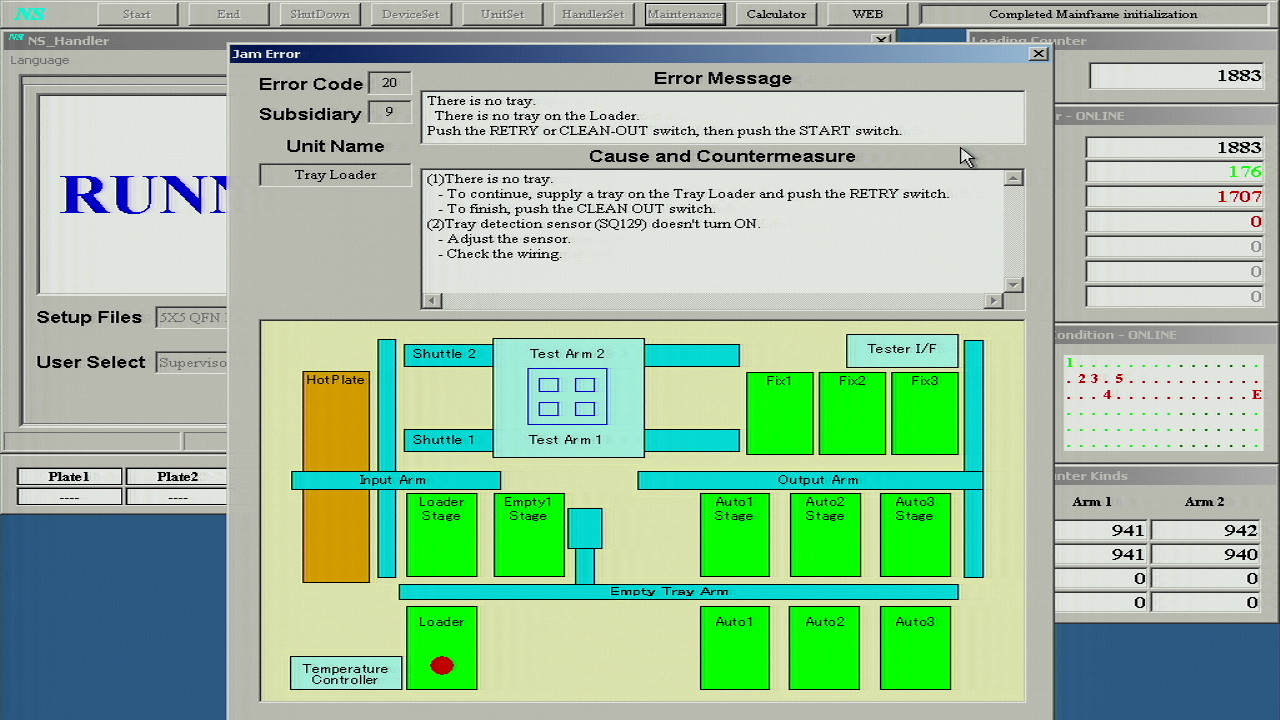 NS Start End ShutDown DeviceSet UnitSet HandlerSet Maintenance Calculator WEB Completed Mainframe initialization
NS NS_Handler
Language
RUNN
Setup Files 5X5 QFN
User Select Superviso
Plate1 Plate2
---- ----
Jam Error
Error Code 20
Subsidiary 9
Unit Name
Tray Loader
Error Message
There is no tray.
There is no tray on the Loader.
Push the RETRY or CLEAN-OUT switch, then push the START switch.
Cause and Countermeasure
(1)There is no tray.
- To continue, supply a tray on the Tray Loader and push the RETRY switch.
- To finish, push the CLEAN OUT switch.
(2)Tray detection sensor (SQ129) doesn't turn ON.
- Adjust the sensor.
- Check the wiring.
Shuttle 2 Test Arm 2 Tester I/F
HotPlate Fix1 Fix2 Fix3
Shuttle 1 Test Arm 1
Input Arm Output Arm
Loader Stage Empty1 Stage Auto1 Stage Auto2 Stage Auto3 Stage
Empty Tray Arm
Loader Auto1 Auto2 Auto3
Temperature Controller
Loading Counter
1883
r - ONLINE
1883
176
1707
0
0
0
0
ondition - ONLINE
1 . . . . . . . . . . . . . . .
. 2 3 . 5 . . . . . . . . . . .
. . . 4 . . . . . . . . . . . E
unter Kinds
Arm 1 Arm 2
941 942
941 940
0 0
0 0